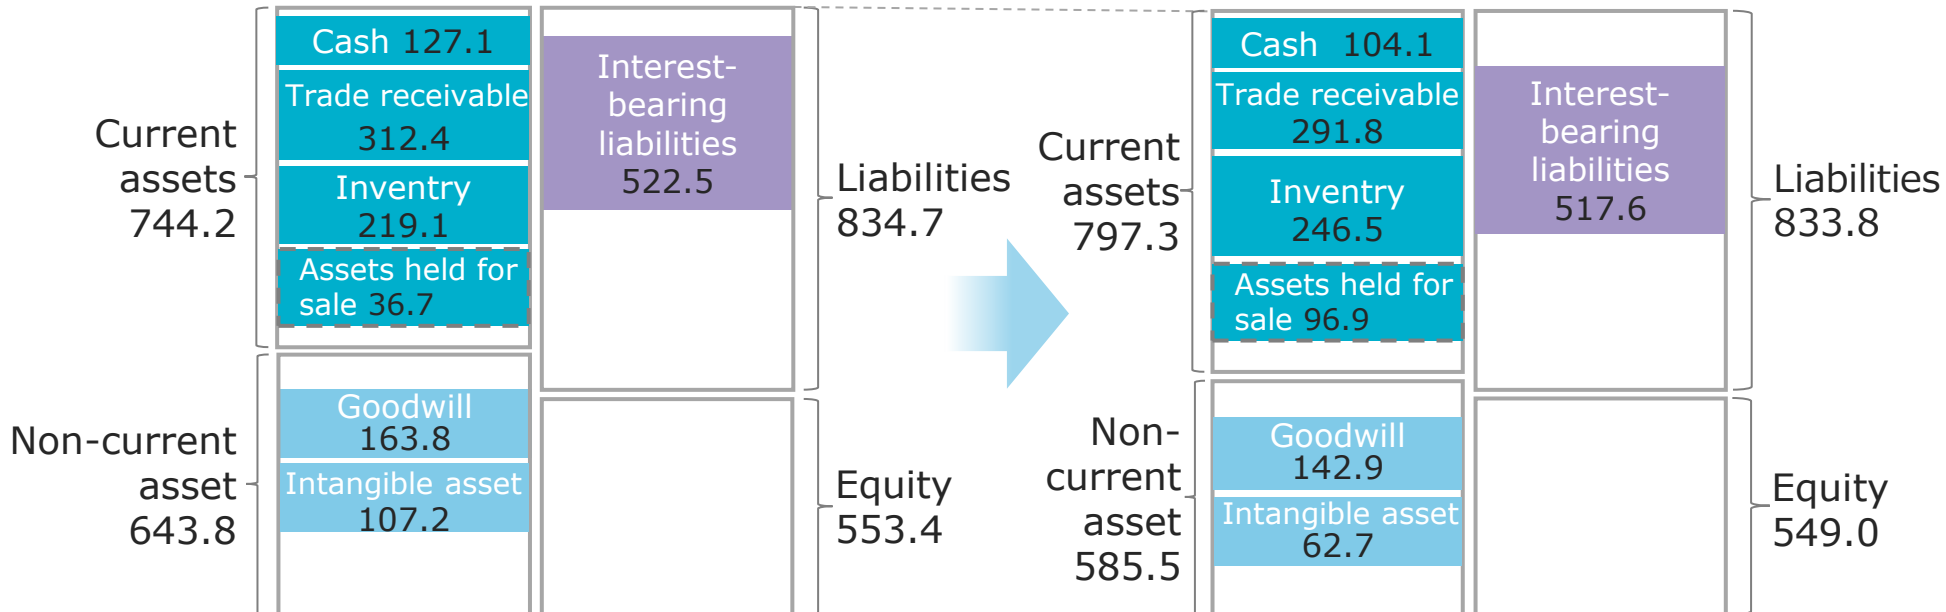 Current
assets
744.2
Cash 127.1
Trade receivable
312.4
Inventry
219.1
Assets held for
sale 36.7
Non-current
asset
643.8
Goodwill
163.8
Intangible asset
107.2
Interest-
bearing
liabilities
522.5
Liabilities
834.7
Equity
553.4
Current
assets
797.3
Cash 104.1
Trade receivable
291.8
Inventry
246.5
Assets held for
sale 96.9
Non-
current
asset
585.5
Goodwill
142.9
Intangible asset
62.7
Interest-
bearing
liabilities
517.6
Liabilities
833.8
Equity
549.0